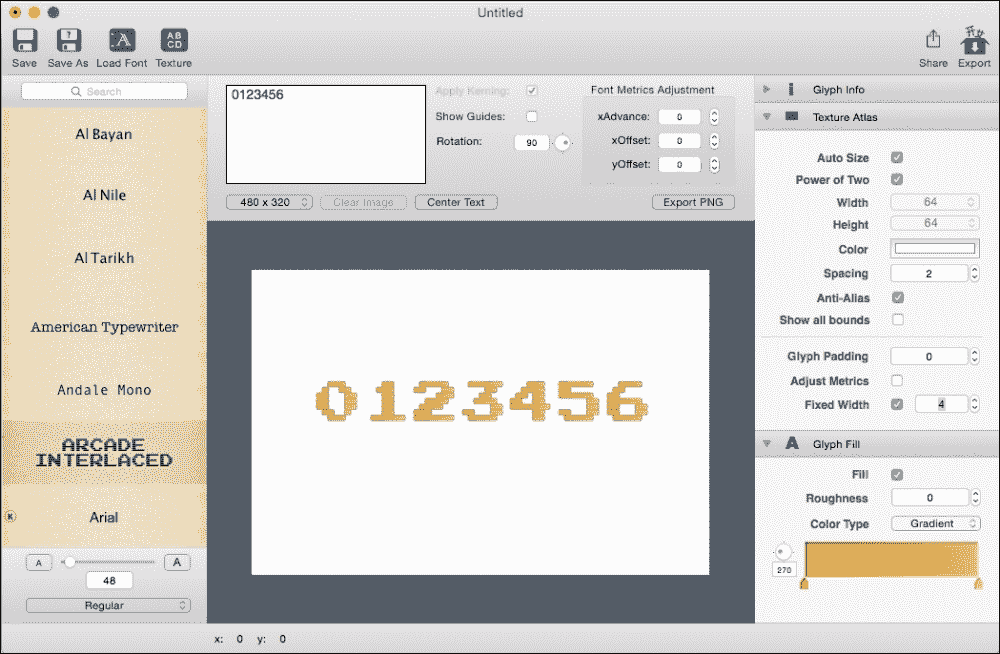 Untitled
Save
Save As
Load Font
Texture
Share
Export
Search
Al Bayan
Al Nile
Al Tarikh
American Typewriter
Andale Mono
ARCADE
INTERLACED
Arial
A
A
48
Regular
0123456
Apply Kerning:
Show Guides:
Rotation: 90
480 x 320
Clear Image
Center Text
Font Metrics Adjustment
xAdvance: 0
xOffset: 0
yOffset: 0
Export PNG
0123456
Glyph Info
Texture Atlas
Auto Size
Power of Two
Width 64
Height 64
Color
Spacing 2
Anti-Alias
Show all bounds
Glyph Padding 0
Adjust Metrics
Fixed Width 4
Glyph Fill
Fill
Roughness 0
Color Type Gradient
270
x: 0 y: 0